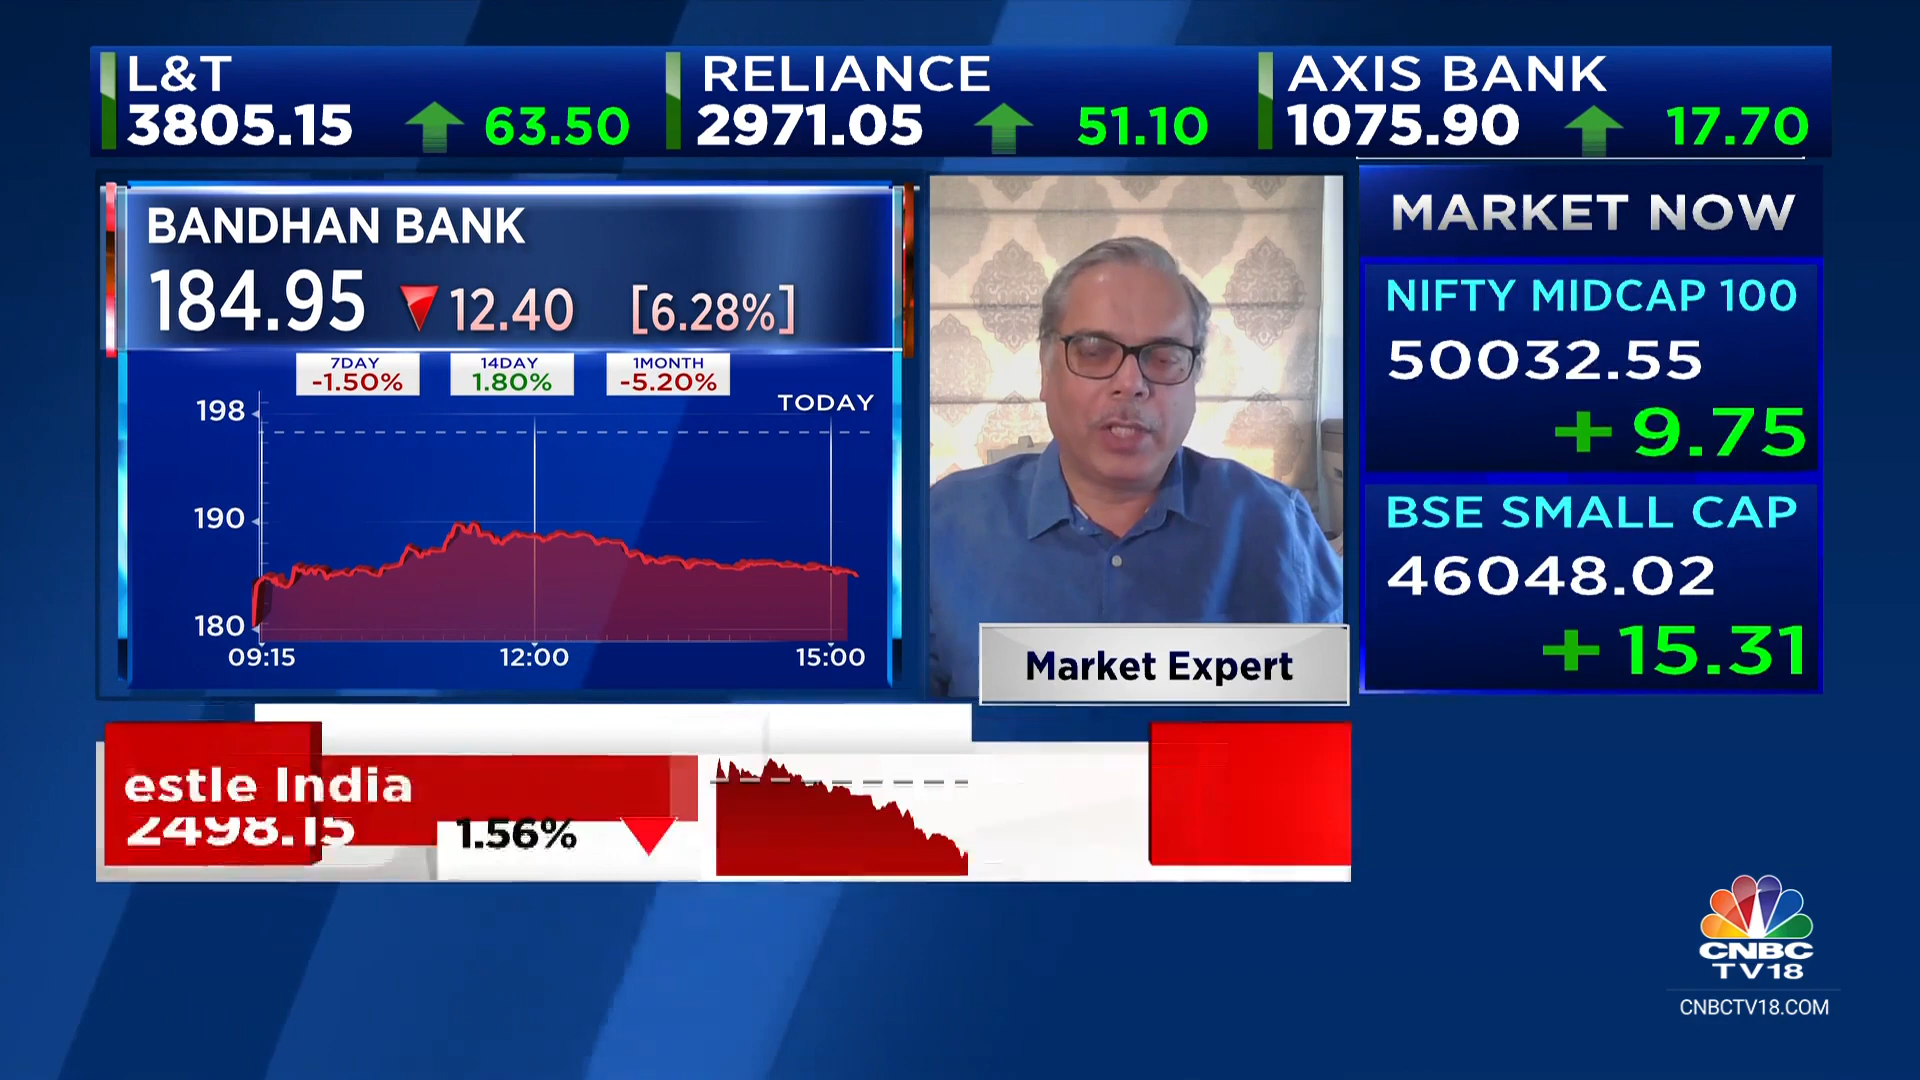 L&T
3805.15 63.50
RELIANCE
2971.05 51.10
AXIS BANK
1075.90 17.70
BANDHAN BANK
184.95 12.40 [6.28%]
7DAY
-1.50%
14DAY
1.80%
1MONTH
-5.20%
TODAY
198
190
180
09:15 12:00 15:00
Market Expert
MARKET NOW
NIFTY MIDCAP 100
50032.55
+ 9.75
BSE SMALL CAP
46048.02
+ 15.31
estle India
2498.15 1.56%
CNBC
TV18
CNBCTV18.COM